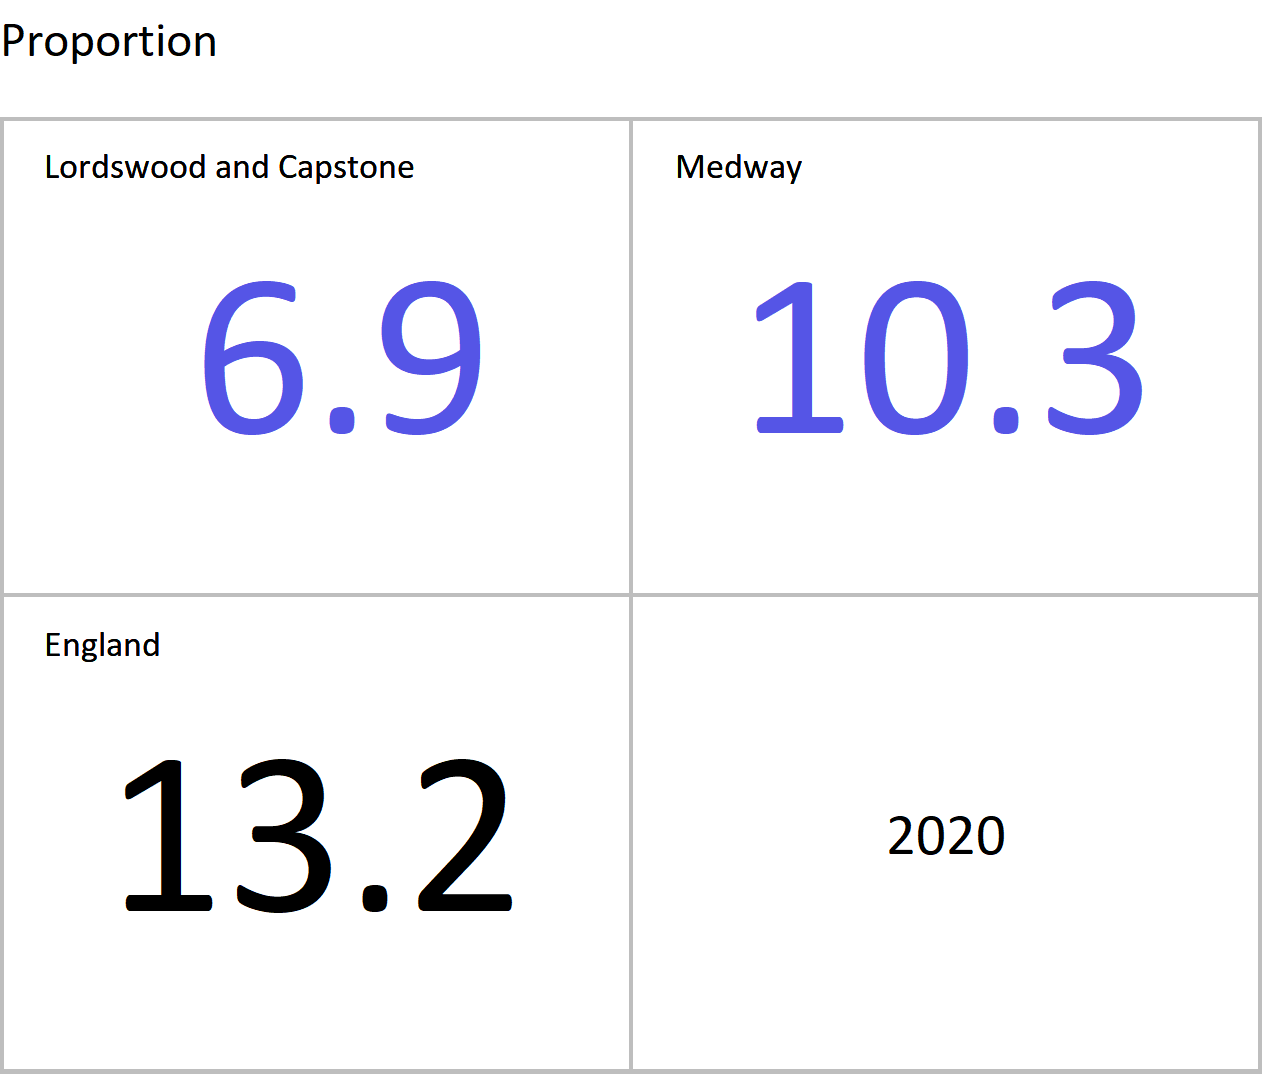 Proportion
Lordswood and Capstone
6.9
Medway
10.3
England
13.2
2020